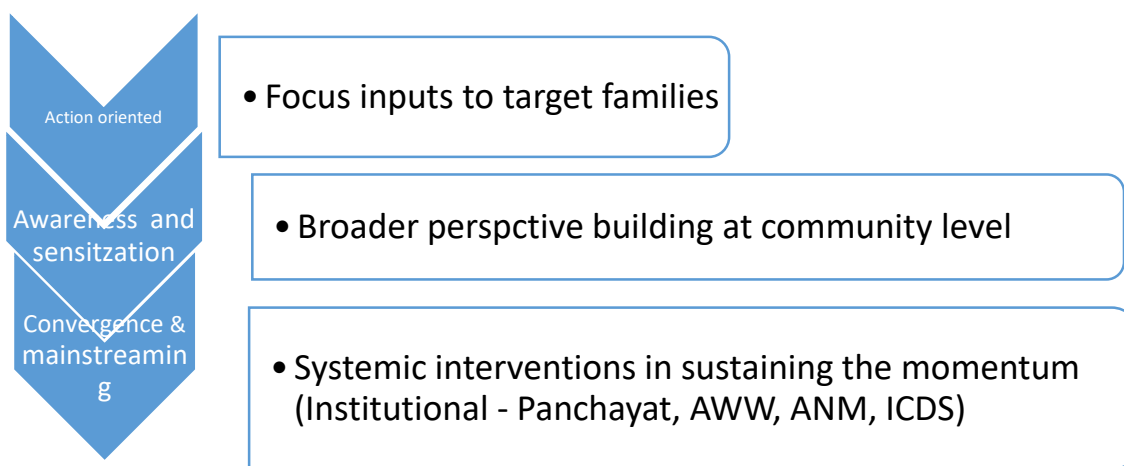 Action oriented
• Focus inputs to target families
Awareness and
sensitzation
• Broader perspctive building at community level
Convergence &
mainstreamin
g
• Systemic interventions in sustaining the momentum
(Institutional - Panchayat, AWW, ANM, ICDS)